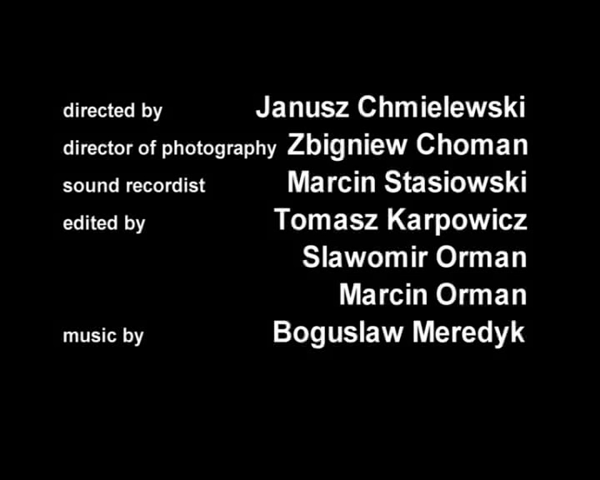 directed by Janusz Chmielewski
director of photography Zbigniew Choman
sound recordist Marcin Stasiowski
edited by Tomasz Karpowicz
Slawomir Orman
Marcin Orman
music by Boguslaw Meredyk